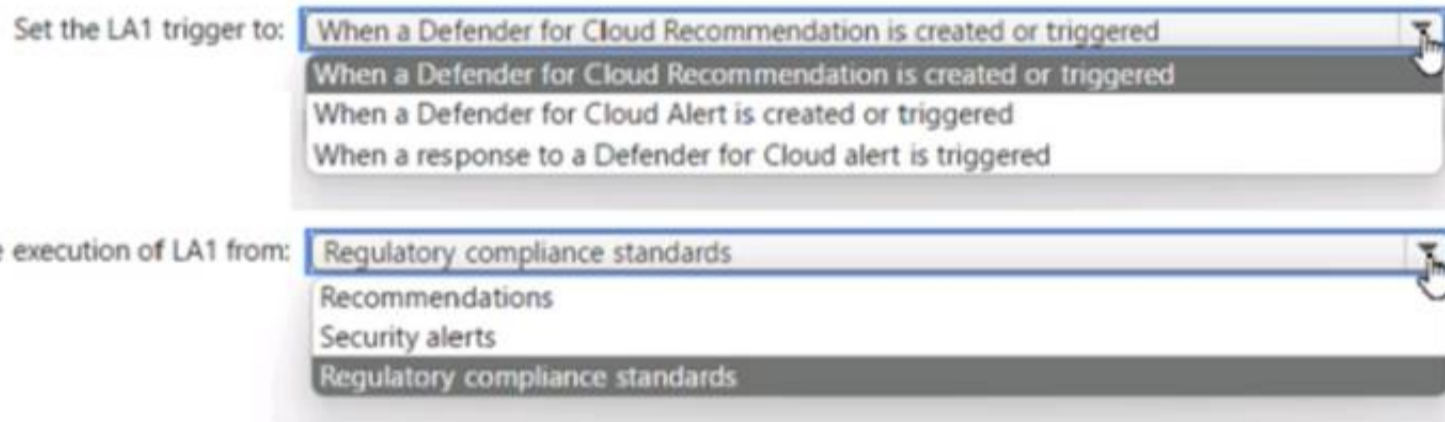 Set the LA1 trigger to: When a Defender for Cloud Recommendation is created or triggered
When a Defender for Cloud Recommendation is created or triggered
When a Defender for Cloud Alert is created or triggered
When a response to a Defender for Cloud alert is triggered
execution of LA1 from: Regulatory compliance standards
Recommendations
Security alerts
Regulatory compliance standards